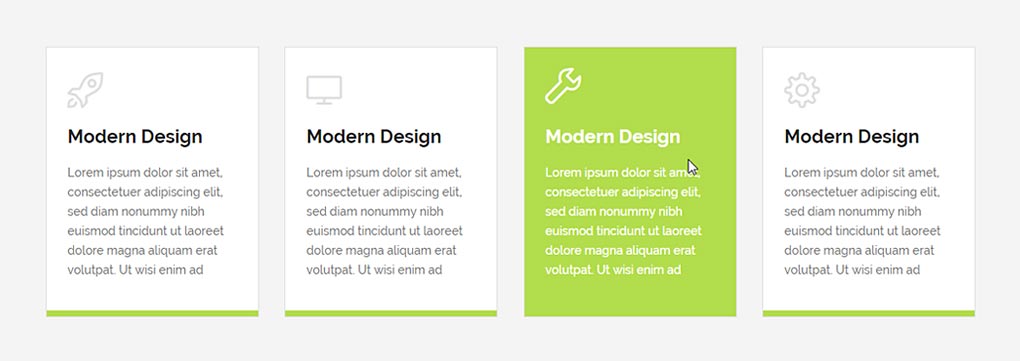 Modern Design
Lorem ipsum dolor sit amet,
consectetuer adipiscing elit,
sed diam nonummy nibh
euismod tincidunt ut laoreet
dolore magna aliquam erat
volutpat. Ut wisi enim ad
Modern Design
Lorem ipsum dolor sit amet,
consectetuer adipiscing elit,
sed diam nonummy nibh
euismod tincidunt ut laoreet
dolore magna aliquam erat
volutpat. Ut wisi enim ad
Modern Design
Lorem ipsum dolor sit amet,
consectetuer adipiscing elit,
sed diam nonummy nibh
euismod tincidunt ut laoreet
dolore magna aliquam erat
volutpat. Ut wisi enim ad
Modern Design
Lorem ipsum dolor sit amet,
consectetuer adipiscing elit,
sed diam nonummy nibh
euismod tincidunt ut laoreet
dolore magna aliquam erat
volutpat. Ut wisi enim ad